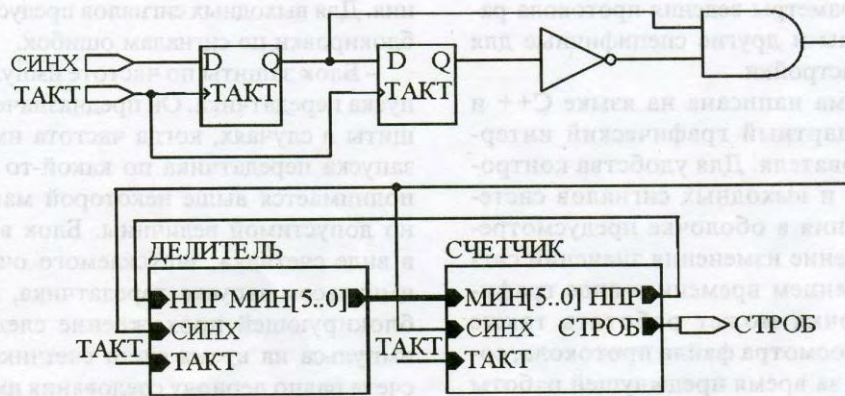 СИНХ
ТАКТ
D Q
ТАКТ
D Q
ТАКТ
ДЕЛИТЕЛЬ
НПР МИН[5..0]
СИНХ
ТАКТ
ТАКТ
СЧЕТЧИК
МИН[5..0] НПР
СИНХ СТРОБ
ТАКТ
ТАКТ
СТРОБ